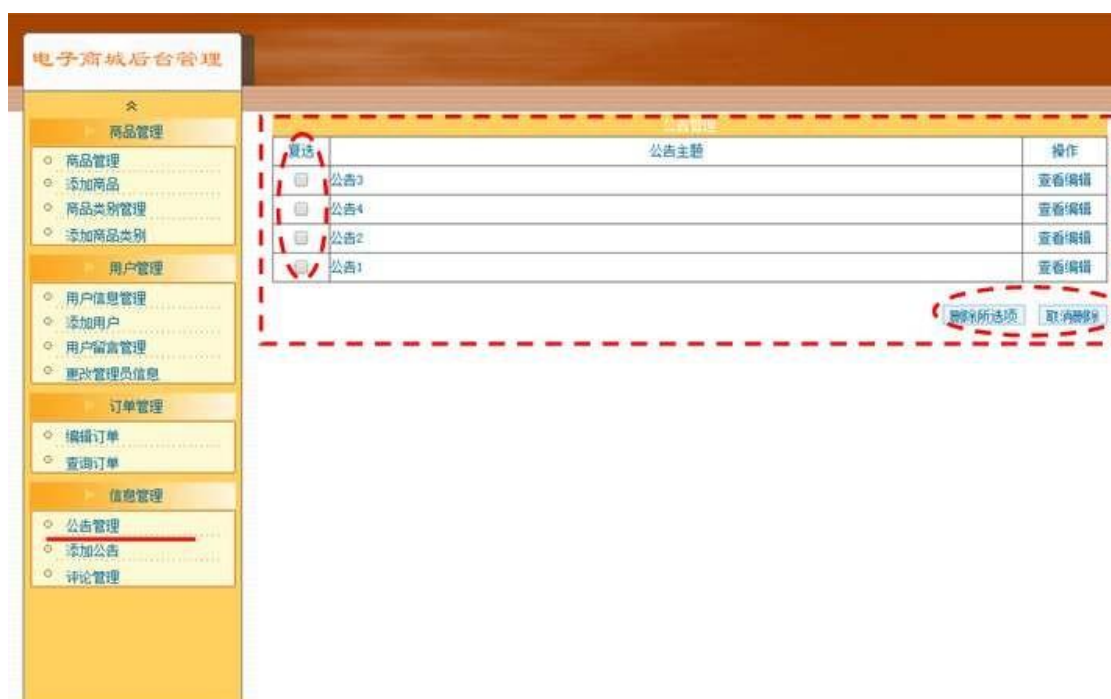 电子商城后台管理
商品管理
商品管理
添加商品
商品类别管理
添加商品类别
用户管理
用户信息管理
添加用户
用户留言管理
更改管理员信息
订单管理
编辑订单
查询订单
信息管理
公告管理
添加公告
评论管理
公告管理
复选 公告主题 操作
公告3 查看编辑
公告4 查看编辑
公告2 查看编辑
公告1 查看编辑
删除所选项 取消删除